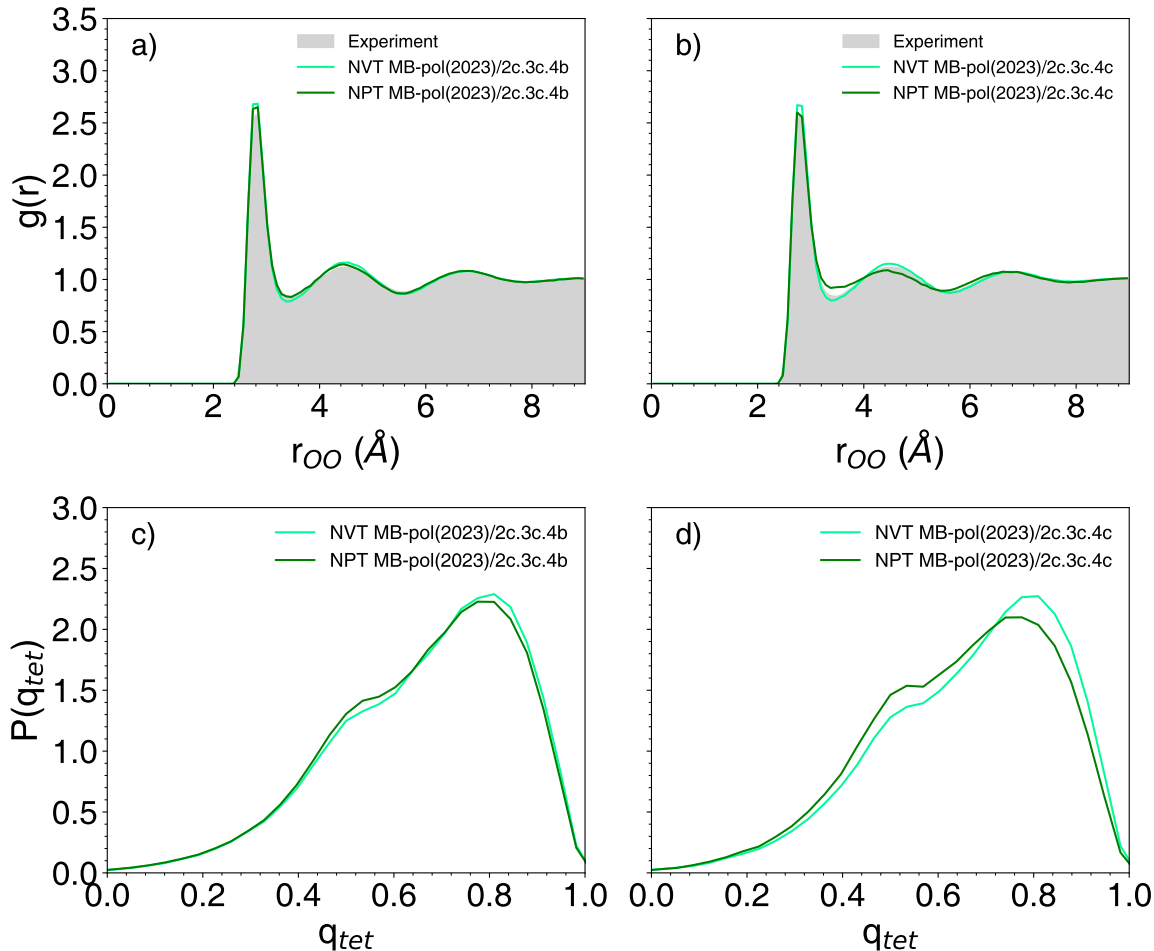 a)
Experiment
NVT MB-pol(2023)/2c.3c.4b
NPT MB-pol(2023)/2c.3c.4b
g(r)
3.5
3.0
2.5
2.0
1.5
1.0
0.5
0.0
0 2 4 6 8
r_OO (Å)
b)
Experiment
NVT MB-pol(2023)/2c.3c.4c
NPT MB-pol(2023)/2c.3c.4c
0 2 4 6 8
r_OO (Å)
c)
NVT MB-pol(2023)/2c.3c.4b
NPT MB-pol(2023)/2c.3c.4b
P(q_tet)
3.0
2.5
2.0
1.5
1.0
0.5
0.0
0.0 0.2 0.4 0.6 0.8 1.0
q_tet
d)
NVT MB-pol(2023)/2c.3c.4c
NPT MB-pol(2023)/2c.3c.4c
0.0 0.2 0.4 0.6 0.8 1.0
q_tet